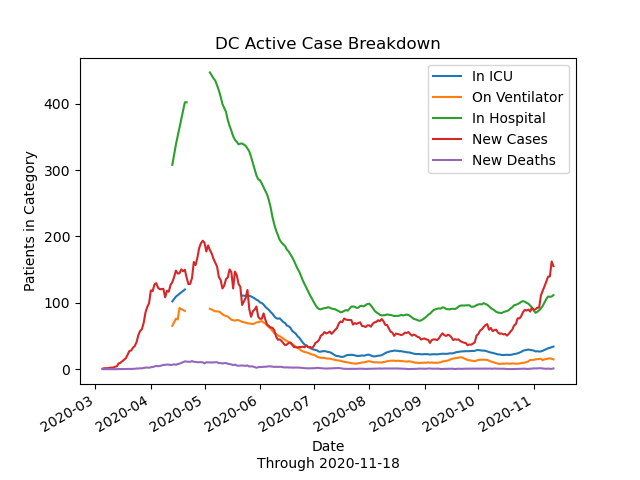 DC Active Case Breakdown
In ICU
On Ventilator
In Hospital
New Cases
New Deaths
Patients in Category
400
300
200
100
0
2020-03
2020-04
2020-05
2020-06
2020-07
2020-08
2020-09
2020-10
2020-11
Date
Through 2020-11-18